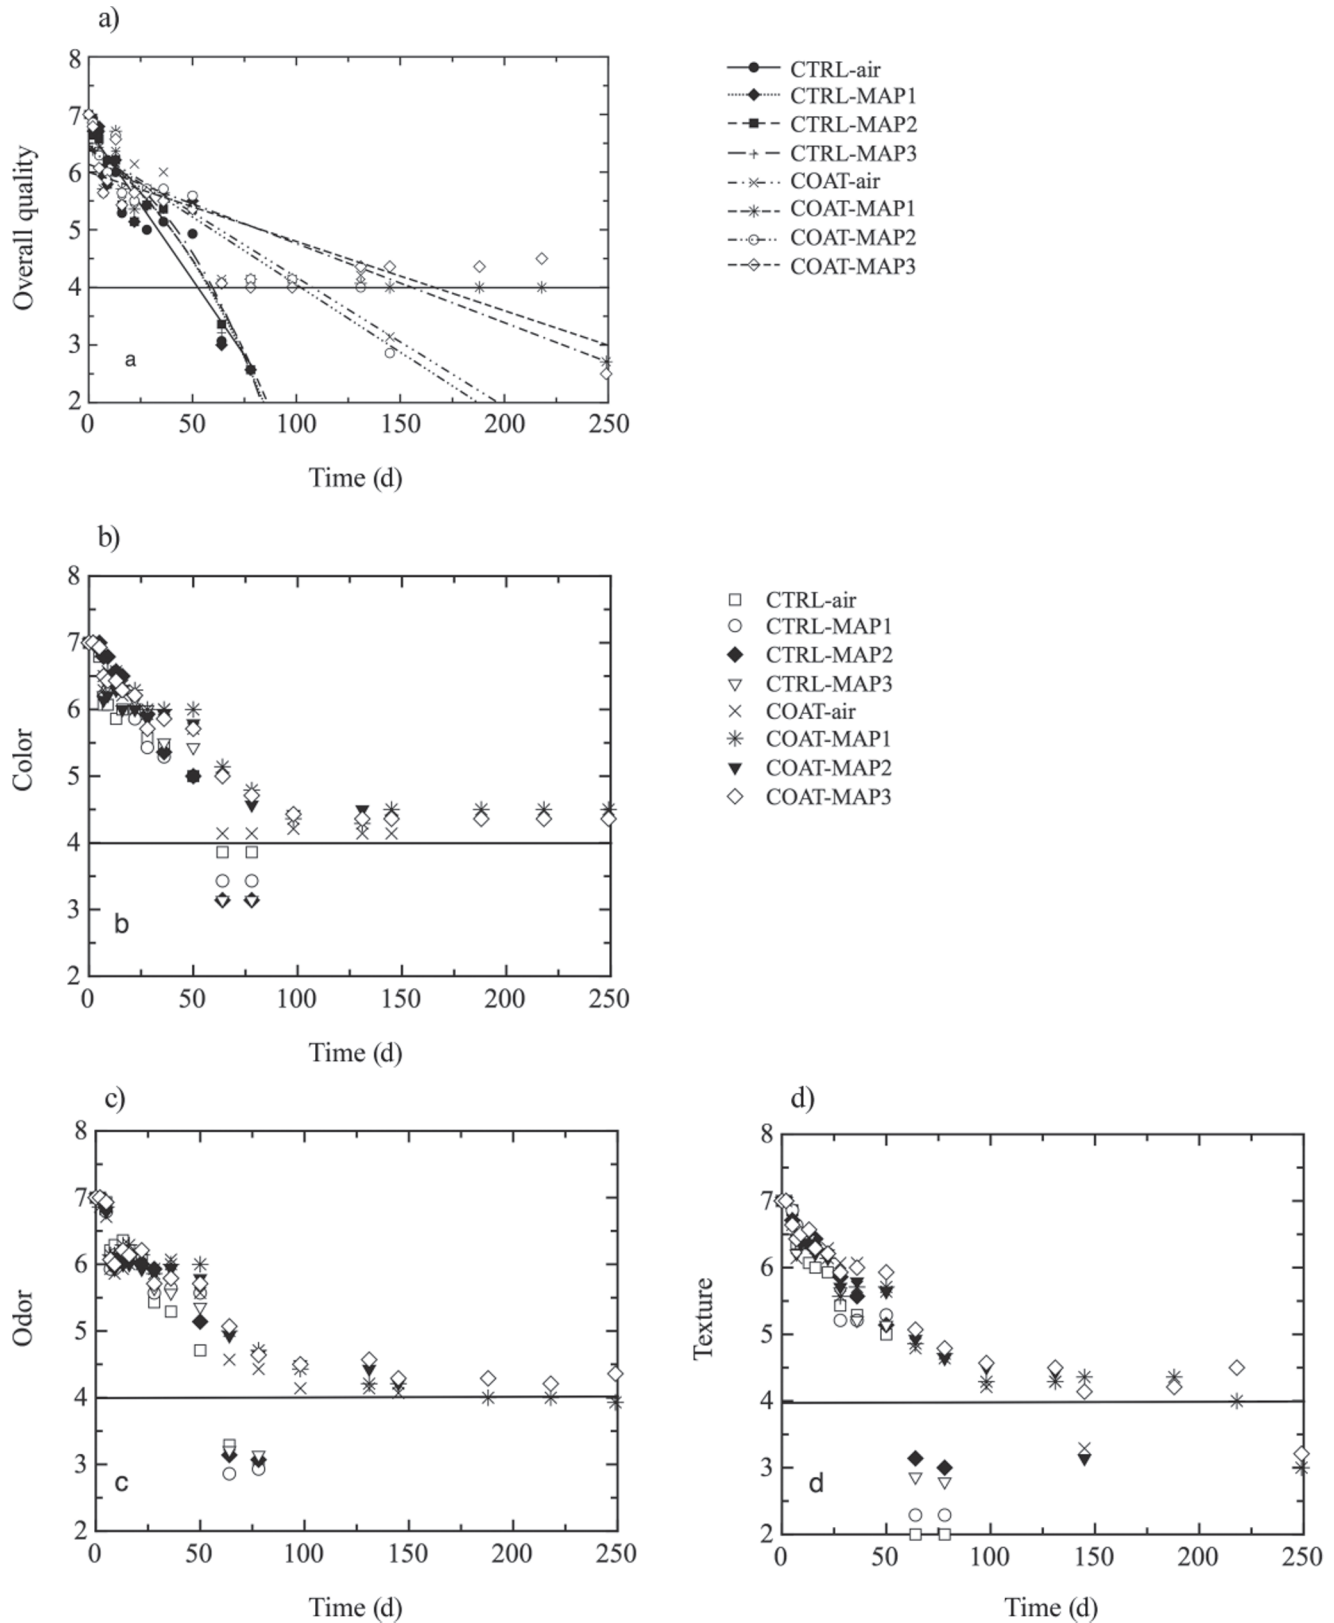 a)
8
7
6
5
4
3
2
Overall quality
a
0
50
100
150
200
250
Time (d)
CTRL-air
CTRL-MAP1
CTRL-MAP2
CTRL-MAP3
COAT-air
COAT-MAP1
COAT-MAP2
COAT-MAP3
b)
8
7
6
5
4
3
2
Color
b
0
50
100
150
200
250
Time (d)
CTRL-air
CTRL-MAP1
CTRL-MAP2
CTRL-MAP3
COAT-air
COAT-MAP1
COAT-MAP2
COAT-MAP3
c)
8
7
6
5
4
3
2
Odor
c
0
50
100
150
200
250
Time (d)
d)
8
7
6
5
4
3
2
Texture
d
0
50
100
150
200
250
Time (d)